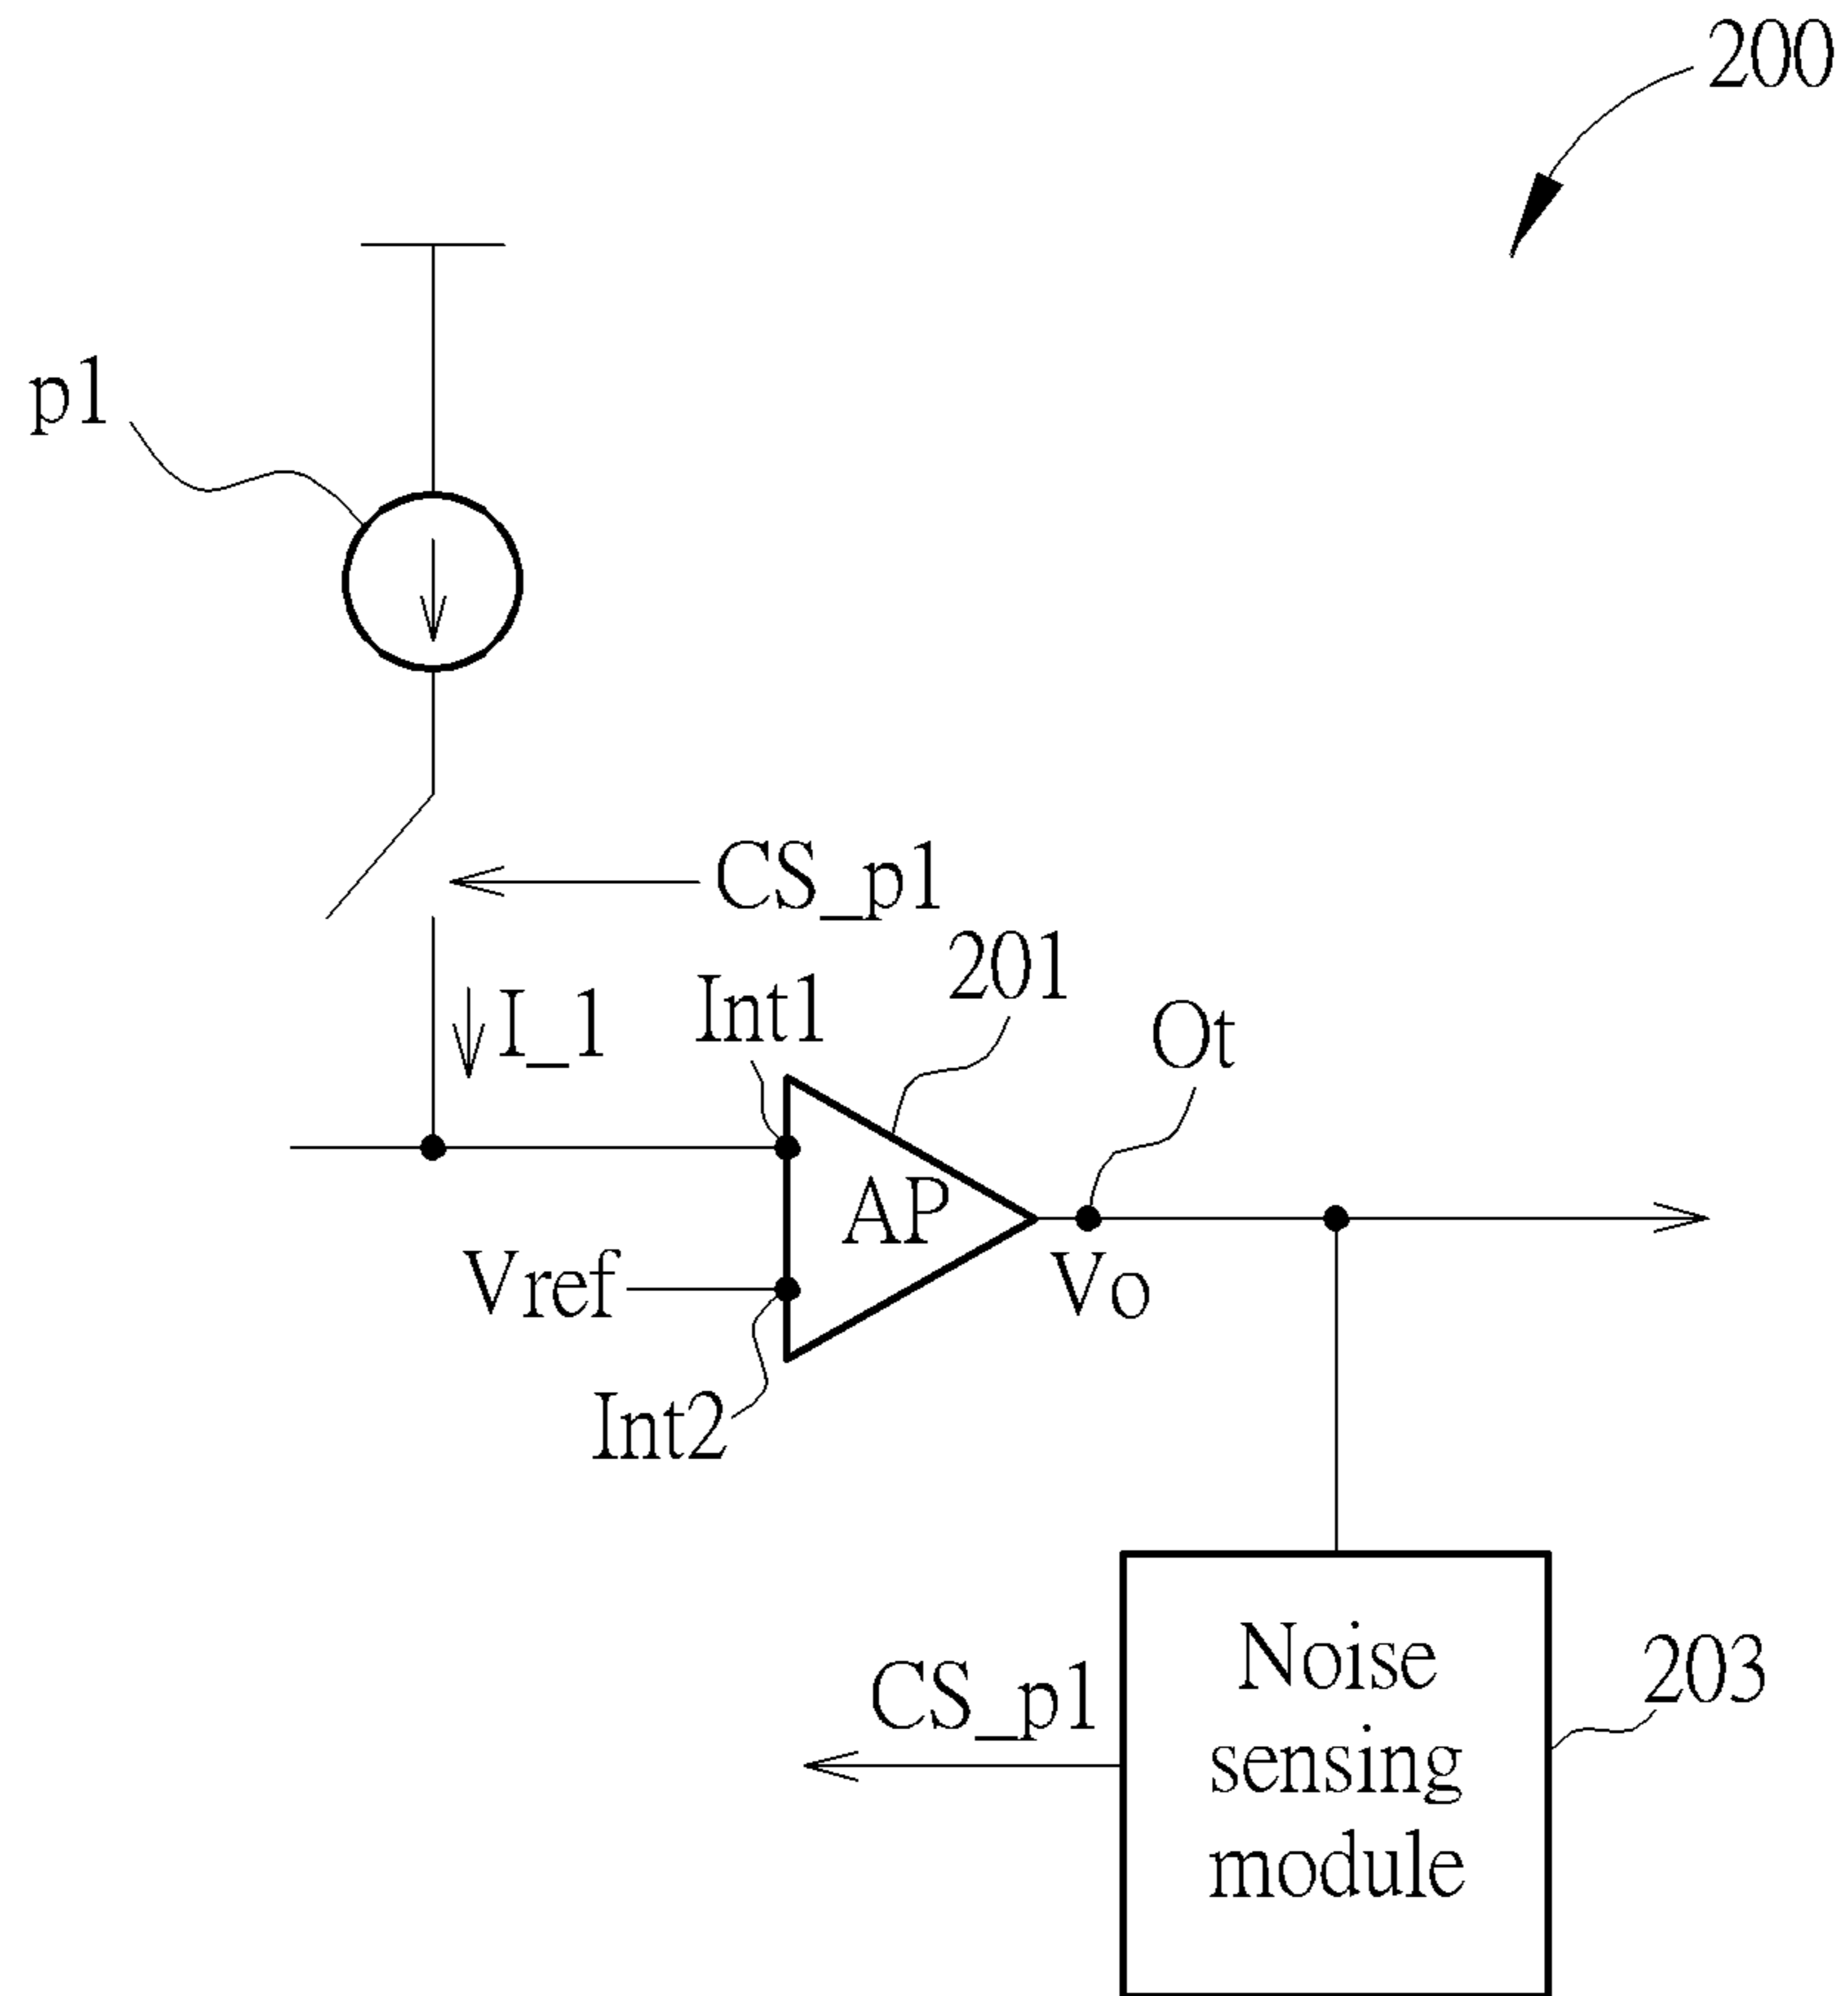 200
p1
CS_p1
201
Int1
I_1
Ot
AP
Vref
Vo
Int2
Noise
sensing
module
203
CS_p1